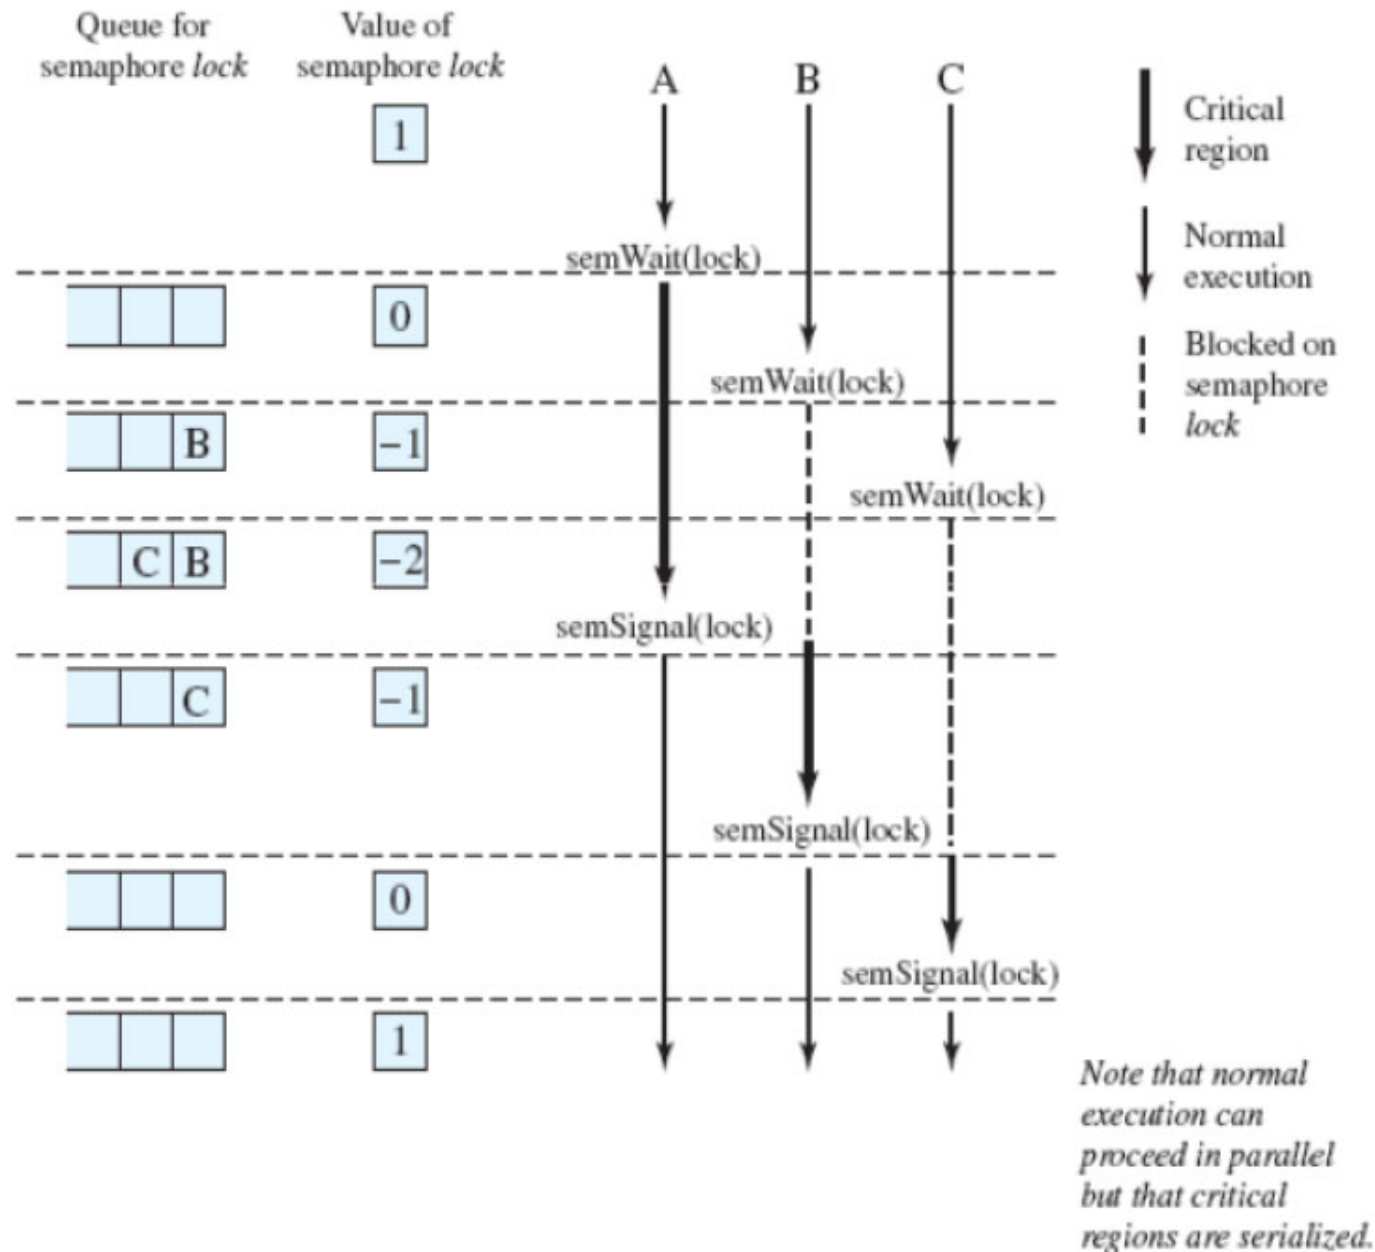 Queue for
semaphore lock
Value of
semaphore lock
A
B
C
1
Critical
region
Normal
execution
Blocked on
semaphore
lock
semWait(lock)
0
semWait(lock)
B
−1
semWait(lock)
C B
−2
semSignal(lock)
C
−1
semSignal(lock)
0
semSignal(lock)
1
Note that normal
execution can
proceed in parallel
but that critical
regions are serialized.